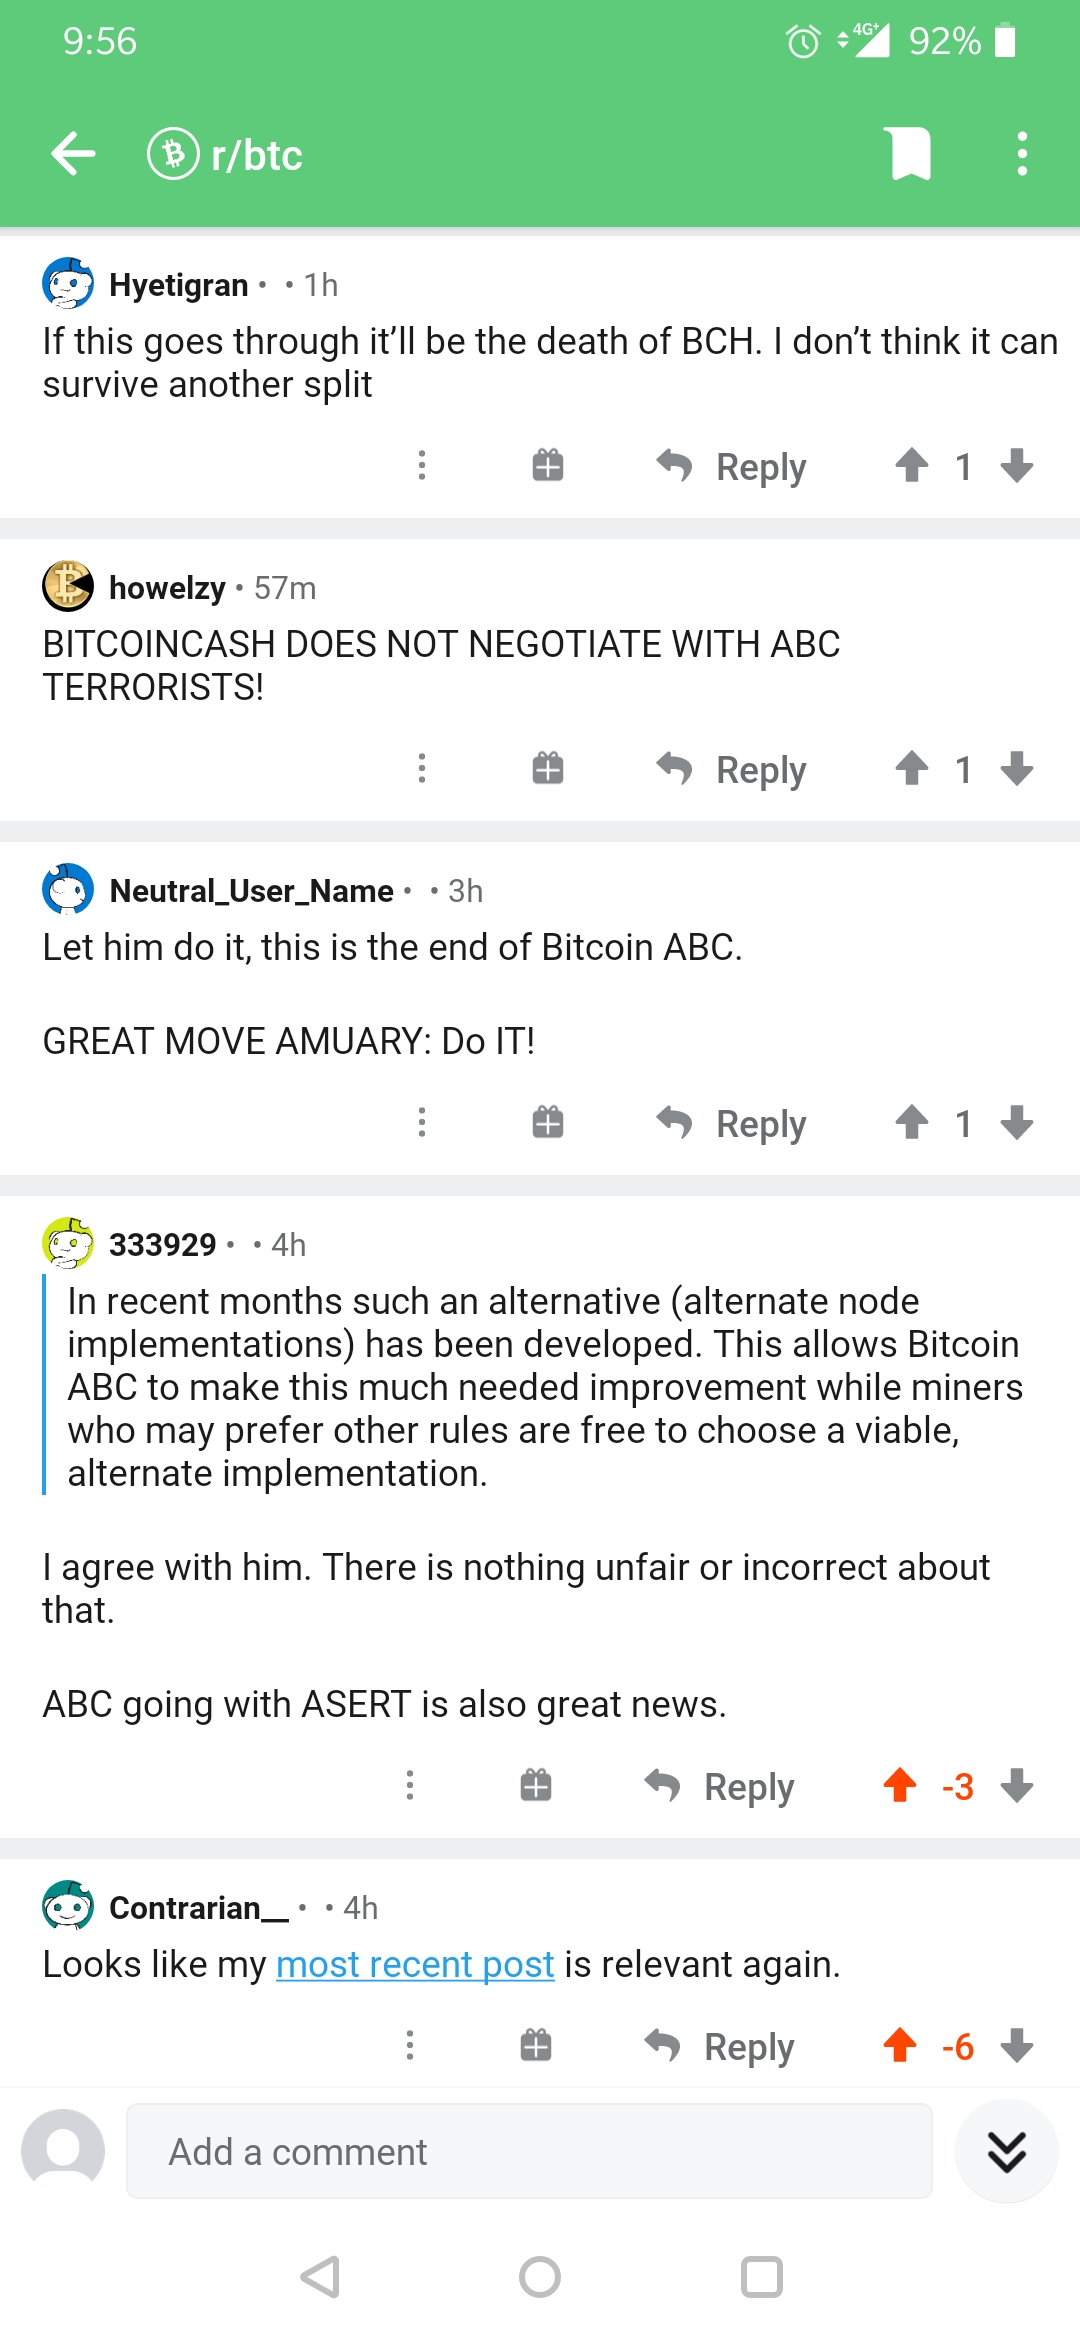 9:56
4G+ 92%
r/btc
Hyetigran • • 1h
If this goes through it’ll be the death of BCH. I don’t think it can
survive another split
Reply 1
howelzy • 57m
BITCOINCASH DOES NOT NEGOTIATE WITH ABC
TERRORISTS!
Reply 1
Neutral_User_Name • • 3h
Let him do it, this is the end of Bitcoin ABC.
GREAT MOVE AMUARY: Do IT!
Reply 1
333929 • • 4h
In recent months such an alternative (alternate node
implementations) has been developed. This allows Bitcoin
ABC to make this much needed improvement while miners
who may prefer other rules are free to choose a viable,
alternate implementation.
I agree with him. There is nothing unfair or incorrect about
that.
ABC going with ASERT is also great news.
Reply -3
Contrarian__ • • 4h
Looks like my most recent post is relevant again.
Reply -6
Add a comment